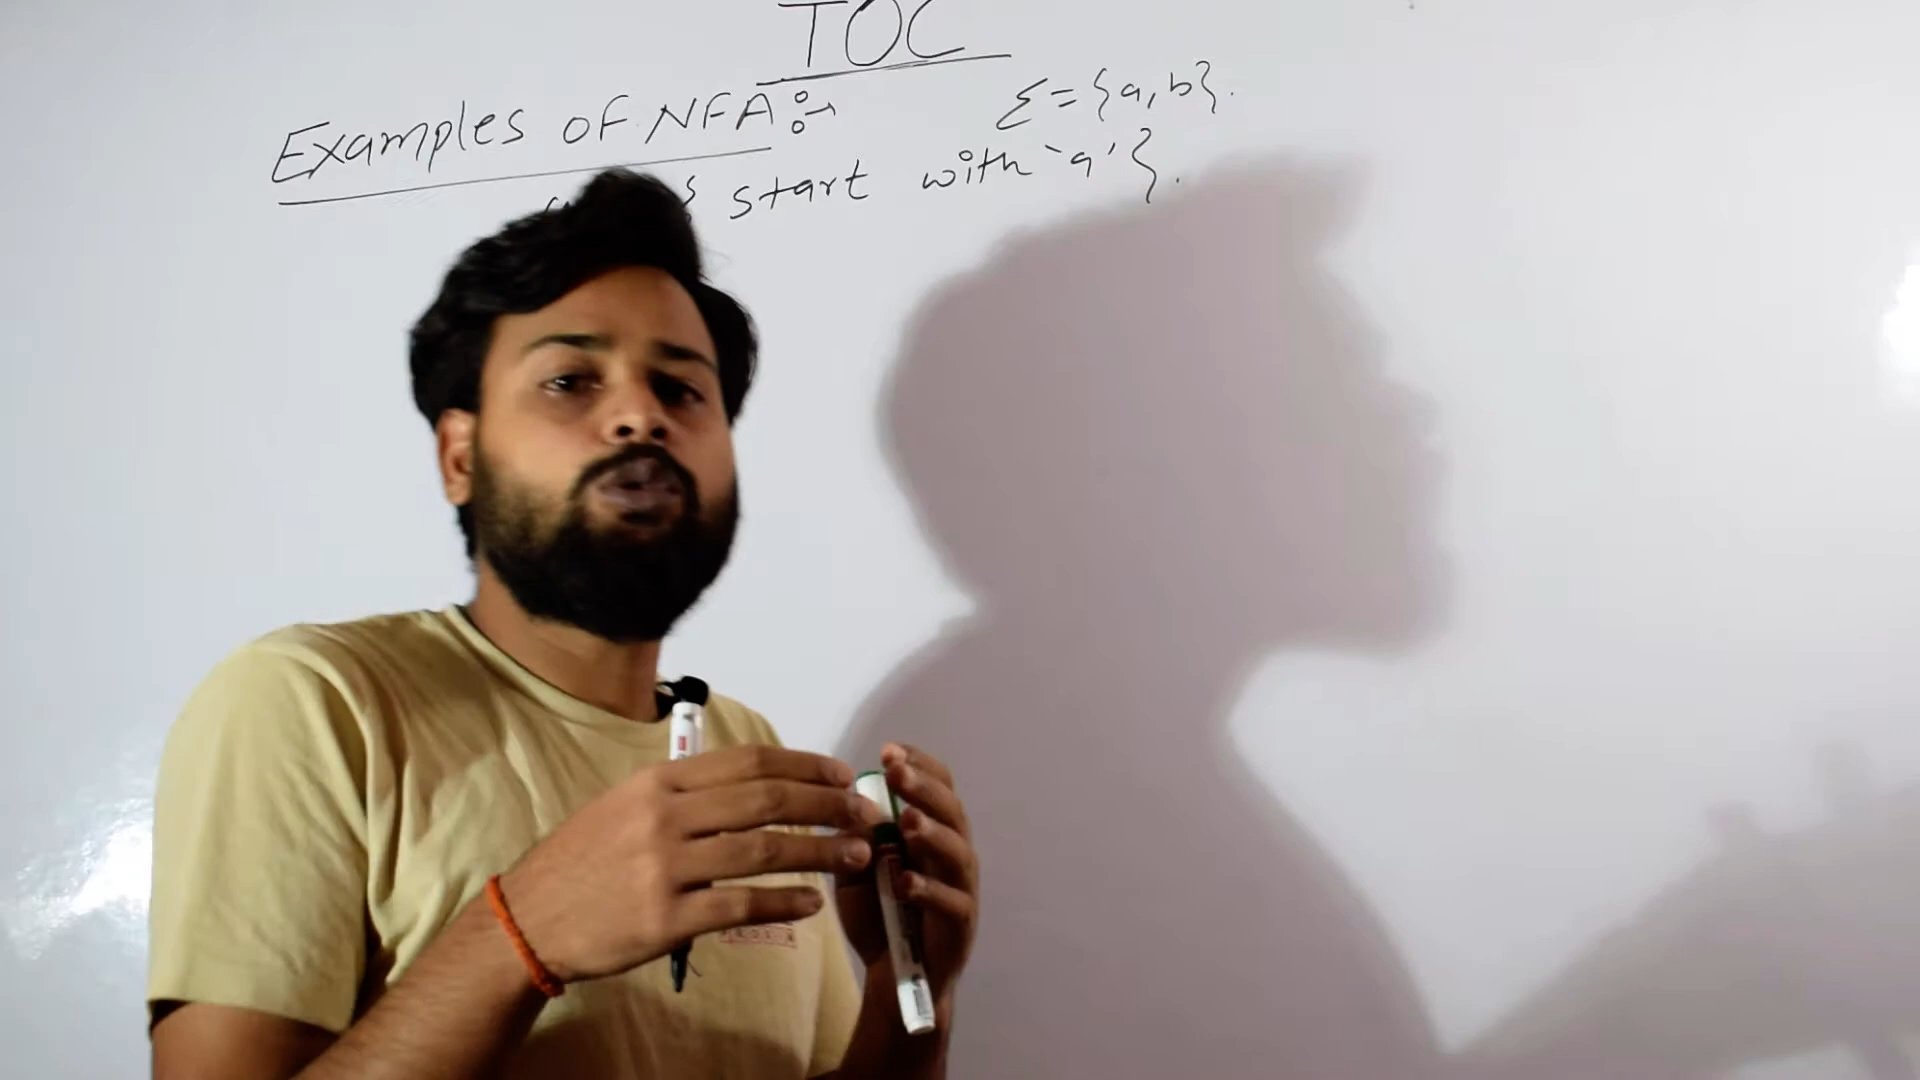 TOC
Examples of NFA:-
Σ={a,b}.
start with 'a'}.